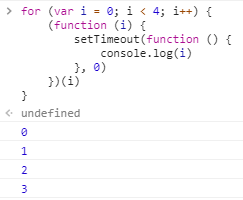 > for (var i = 0; i < 4; i++) {
    (function (i) {
        setTimeout(function () {
            console.log(i)
        }, 0)
    })(i)
}
< undefined
0
1
2
3